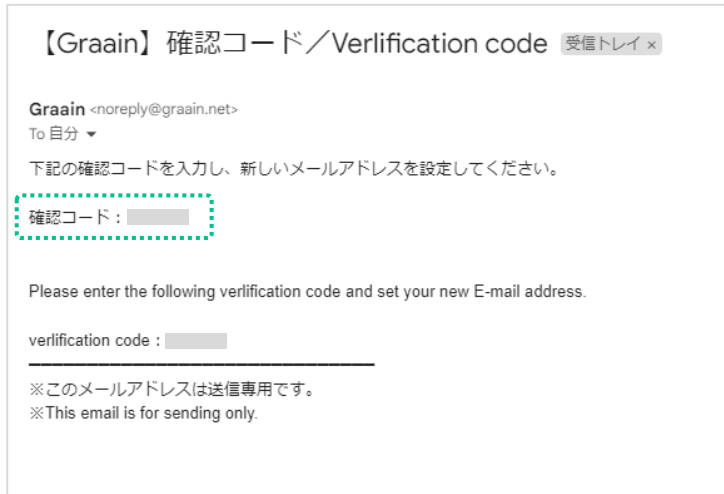 【Graain】確認コード／Verlification code 受信トレイ ×
Graain <noreply@graain.net>
To 自分
下記の確認コードを入力し、新しいメールアドレスを設定してください。
確認コード：
Please enter the following verlification code and set your new E-mail address.
verlification code：
※このメールアドレスは送信専用です。
※This email is for sending only.